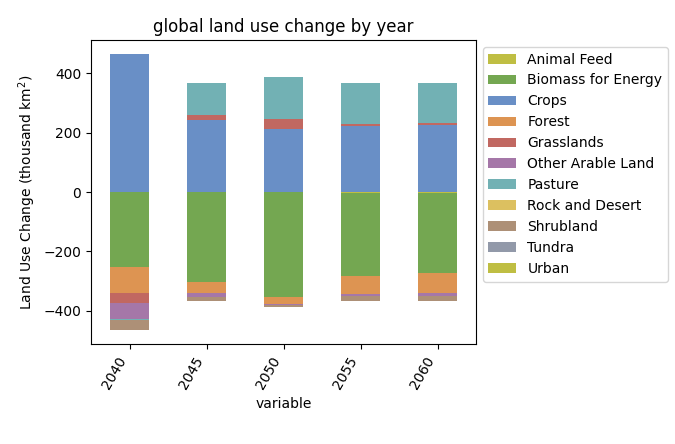 global land use change by year
Land Use Change (thousand km²)
400
200
0
−200
−400
2040
2045
2050
2055
2060
variable
Animal Feed
Biomass for Energy
Crops
Forest
Grasslands
Other Arable Land
Pasture
Rock and Desert
Shrubland
Tundra
Urban